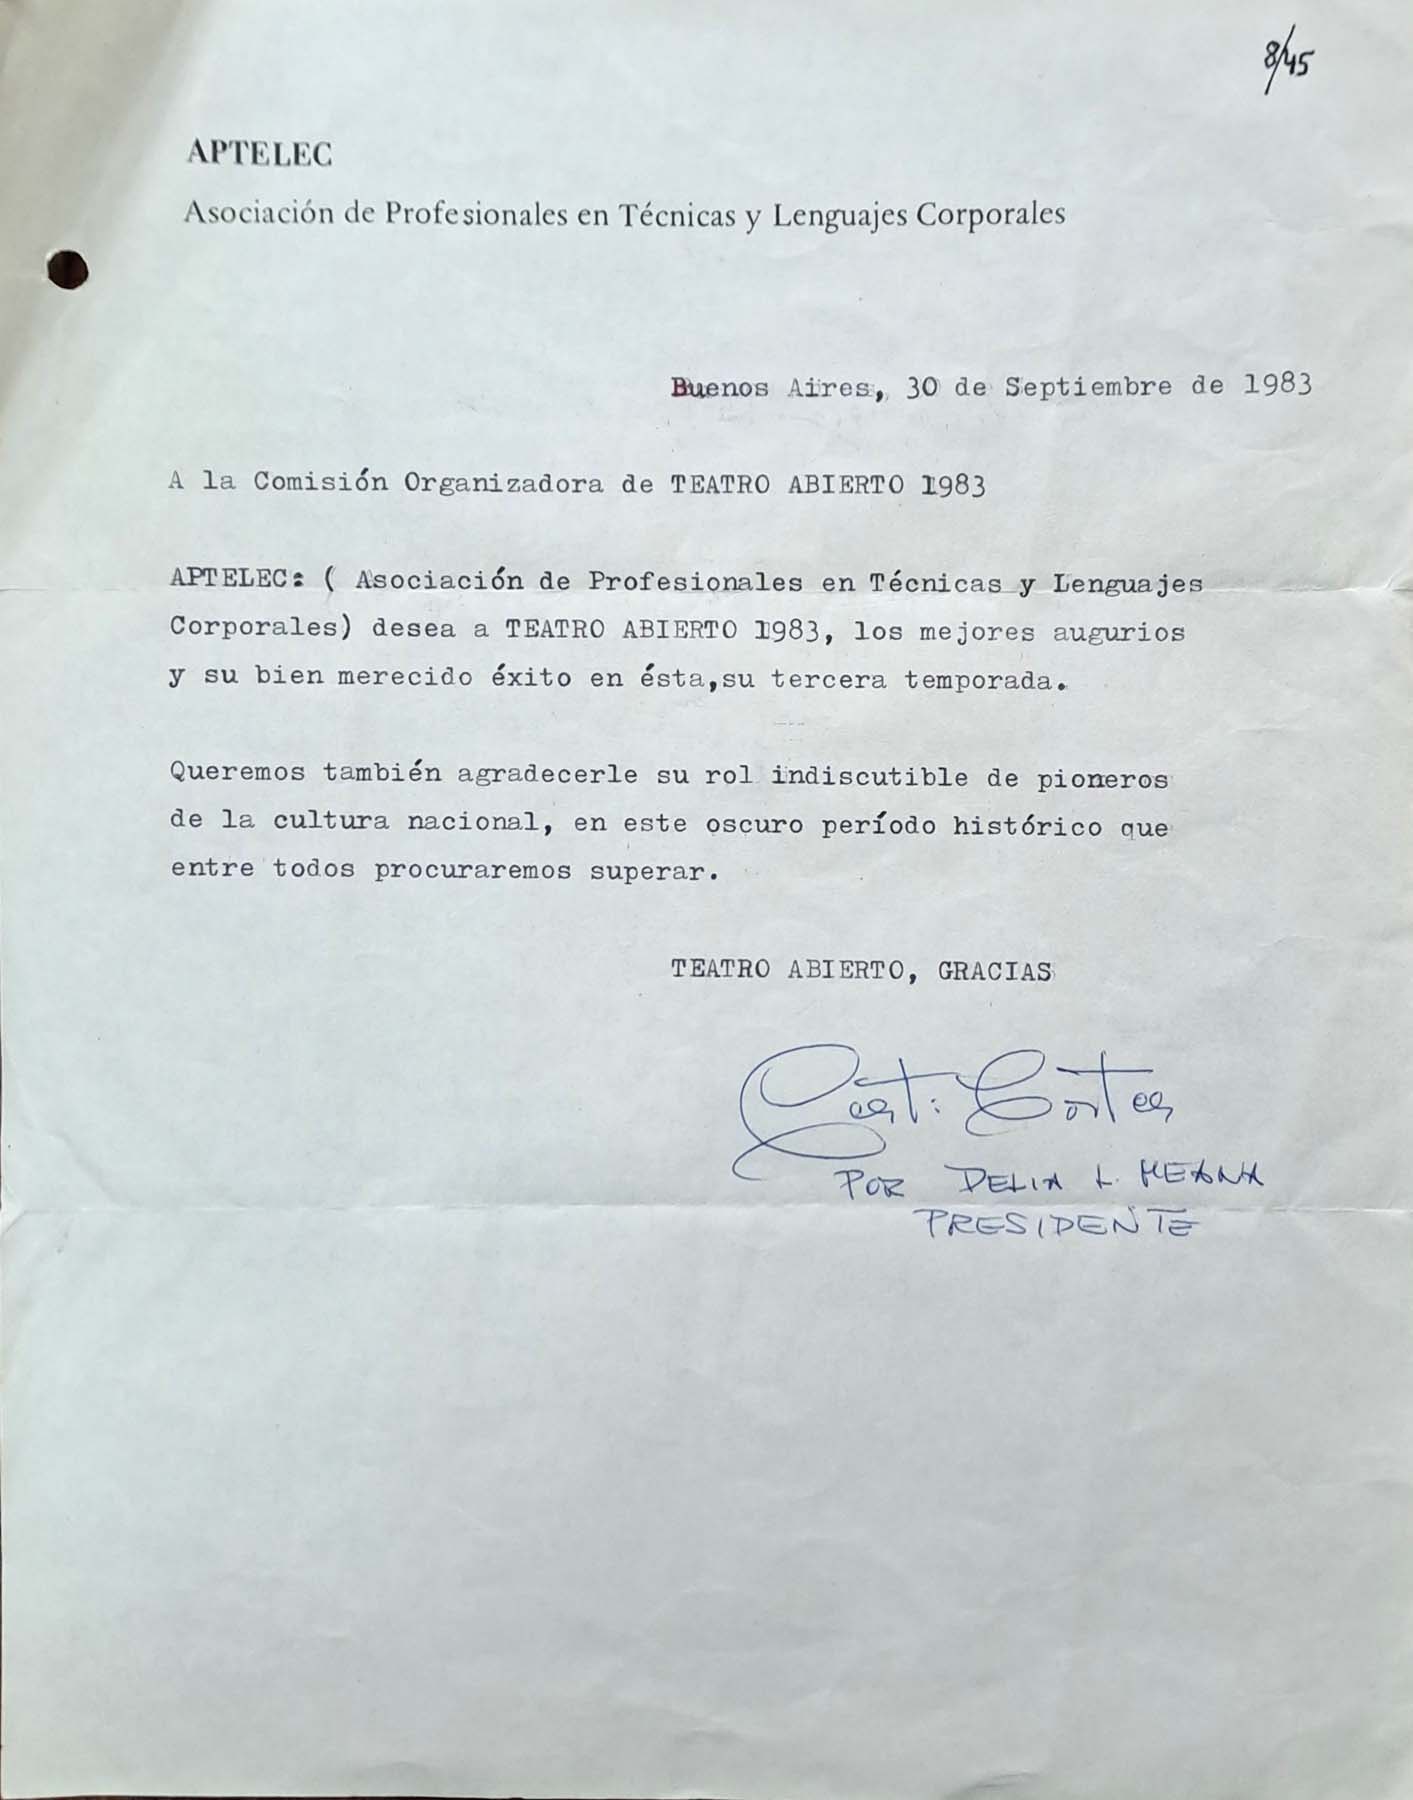 8/45
APTELEC
Asociación de Profesionales en Técnicas y Lenguajes Corporales
Buenos Aires, 30 de Septiembre de 1983
A la Comisión Organizadora de TEATRO ABIERTO 1983
APTELEC: ( Asociación de Profesionales en Técnicas y Lenguajes
Corporales) desea a TEATRO ABIERTO 1983, los mejores augurios
y su bien merecido éxito en ésta,su tercera temporada.
Queremos también agradecerle su rol indiscutible de pioneros
de la cultura nacional, en este oscuro período histórico que
entre todos procuraremos superar.
TEATRO ABIERTO, GRACIAS
POR DELIA L. MEANA
PRESIDENTE